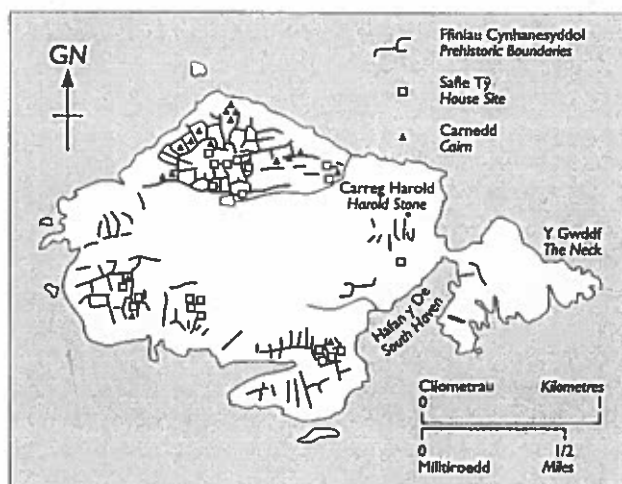 GN
Ffiniau Cynhanesyddol
Prehistoric Boundaries
Safle Tŷ
House Site
Carnedd
Cairn
Carreg Harold
Harold Stone
Y Gwddf
The Neck
Hafan y De
South Haven
Cilometrau Kilometres
0 1
0 1/2
Milltiroedd Miles